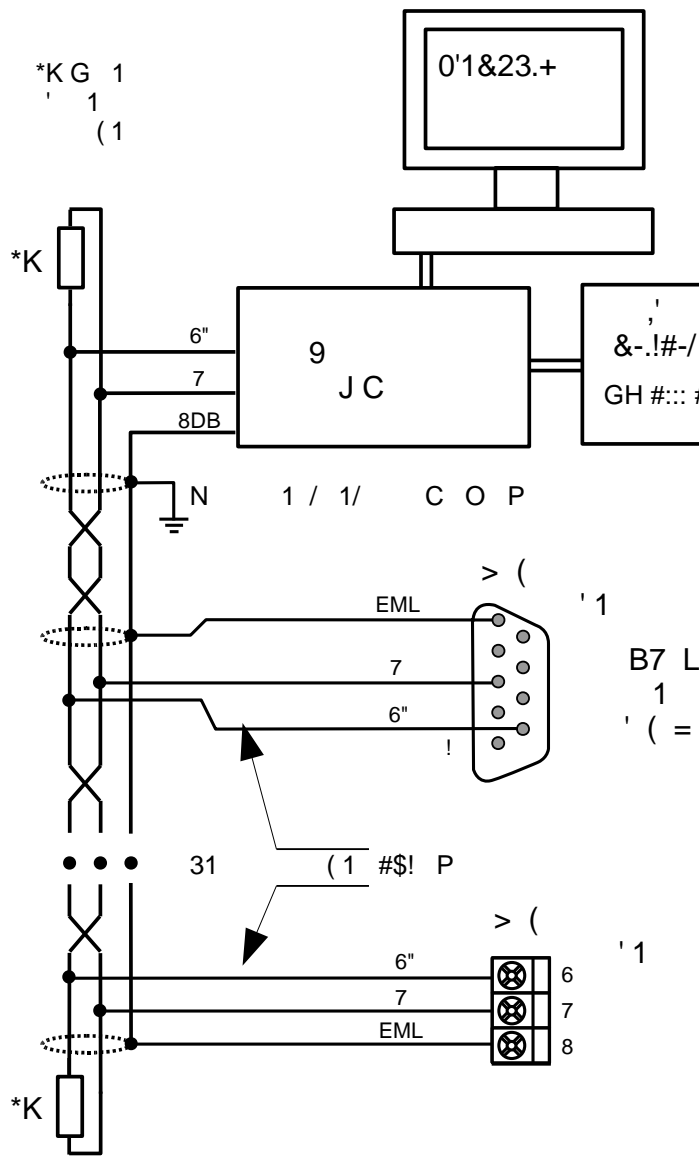 *K G 1
' 1
( 1
0'1&23.+
*K
6"
7
8DB
9
J C
,'
&-.!#-/
GH #::: #
N 1 / 1/ C O P
> (
' 1
EML
7
6"
!
B7 L
1
' ( =
31 ( 1 #$! P
> (
' 1
6"
7
EML
6
7
8
*K